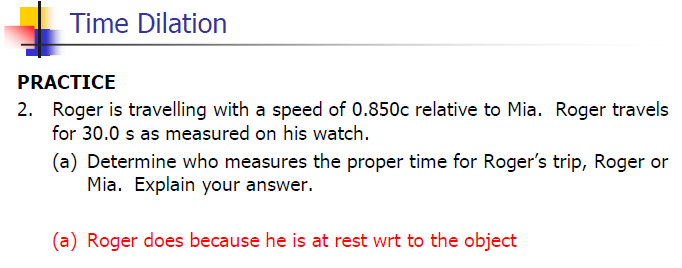 Time Dilation
PRACTICE
2. Roger is travelling with a speed of 0.850c relative to Mia. Roger travels
for 30.0 s as measured on his watch.
(a) Determine who measures the proper time for Roger's trip, Roger or
Mia. Explain your answer.
(a) Roger does because he is at rest wrt to the object